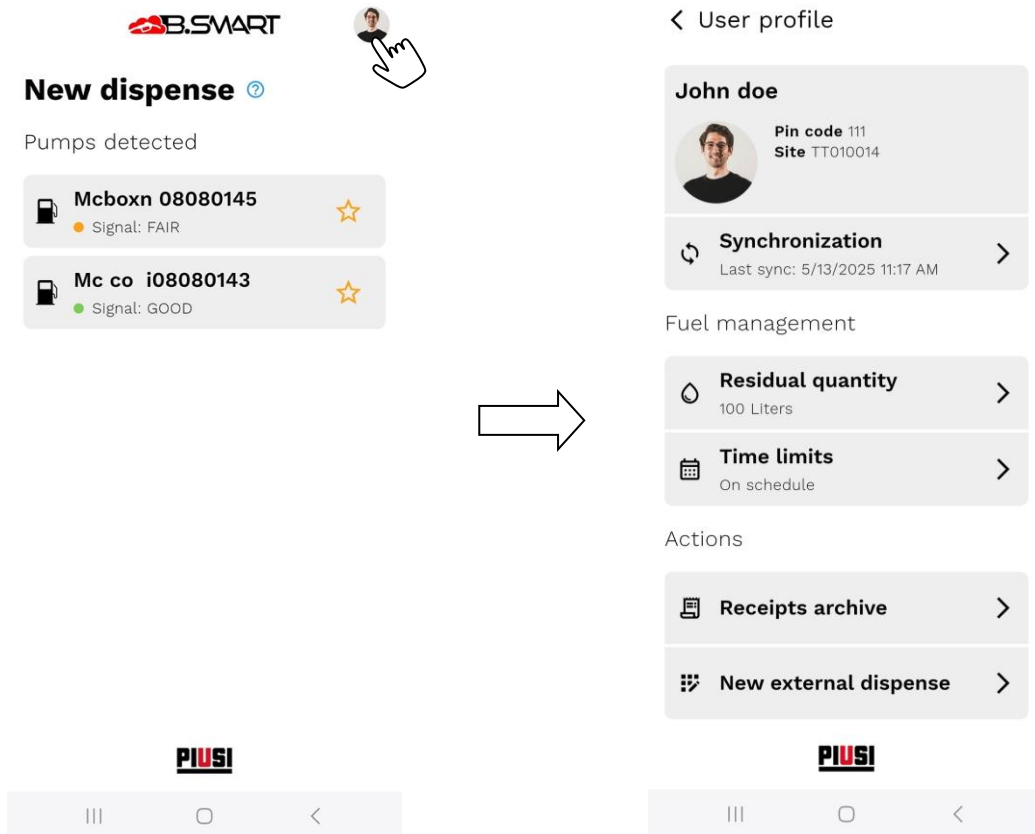 B.SMART
New dispense
Pumps detected
Mcboxn 08080145
Signal: FAIR
Mc co i08080143
Signal: GOOD
PIUSI
User profile
John doe
Pin code 111
Site TT010014
Synchronization
Last sync: 5/13/2025 11:17 AM
Fuel management
Residual quantity
100 Liters
Time limits
On schedule
Actions
Receipts archive
New external dispense
PIUSI